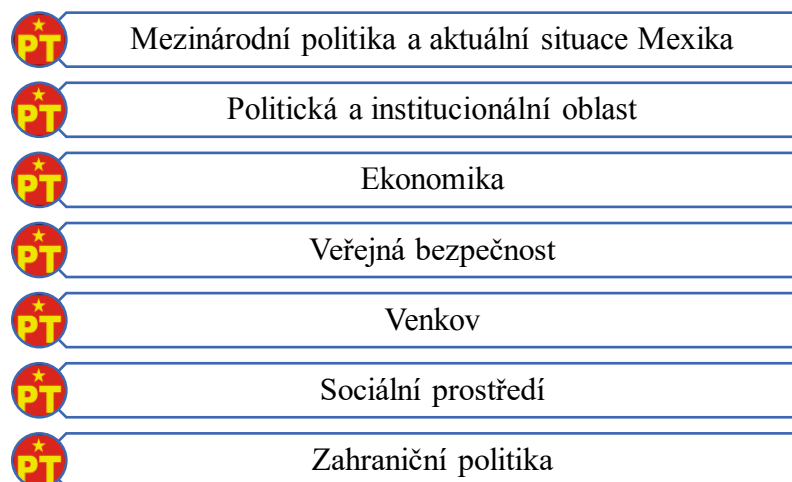 PT Mezinárodní politika a aktuální situace Mexika
PT Politická a institucionální oblast
PT Ekonomika
PT Veřejná bezpečnost
PT Venkov
PT Sociální prostředí
PT Zahraniční politika